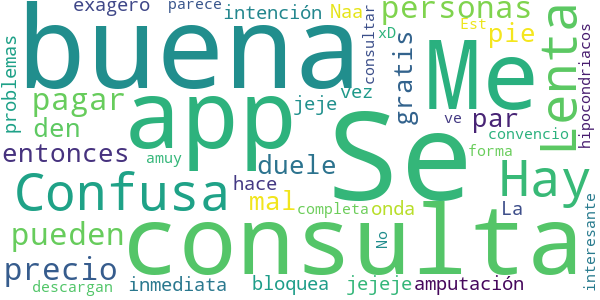 exagero parece intención Naa personas
buena
app
Me
Se
consulta
Lenta
consultar
xD
Est
pie
hipocondriacos
problemas
pagar
den
jeje
vez
gratis
par
ve
convencio
entonces
amuy
duele
forma
Confusa
hace
mal
completa
onda
La
Hay
No
interesante
pueden
precio
descargan
inmediata
bloquea
jejeje
amputación